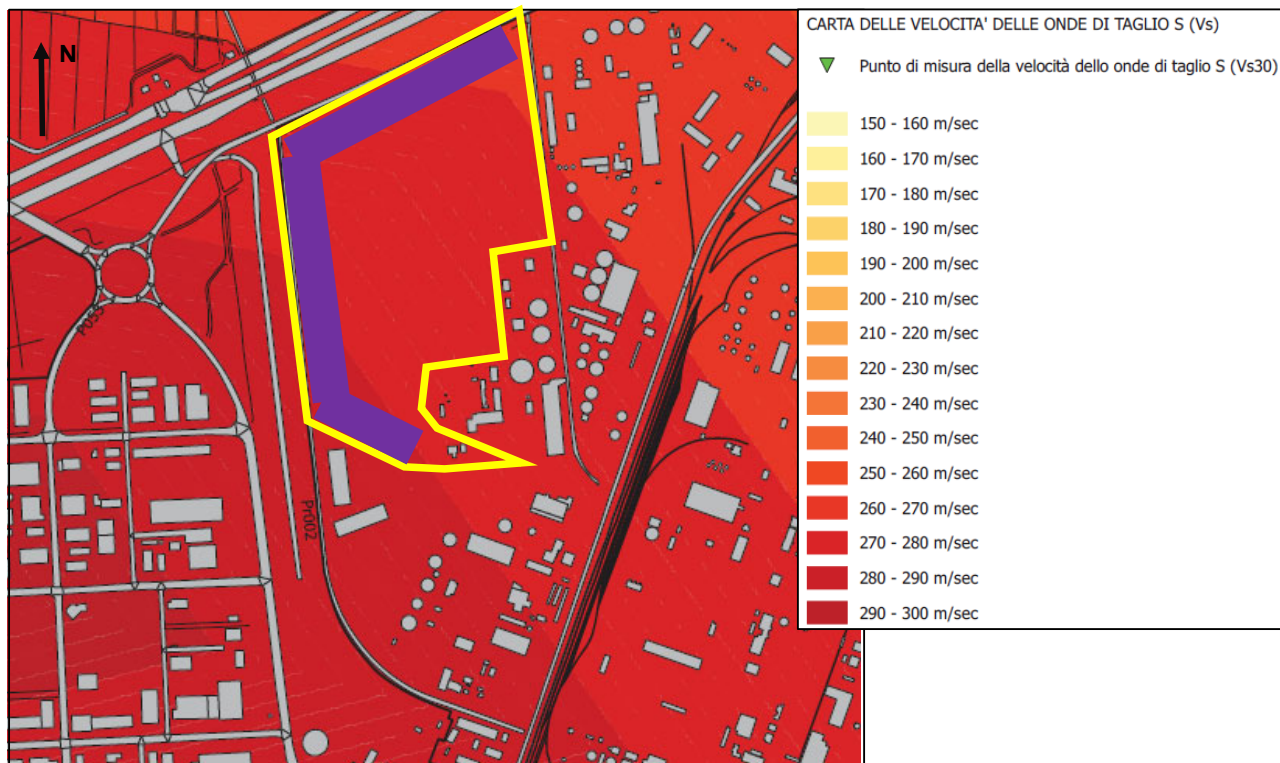 N
P055
Pr002
CARTA DELLE VELOCITA' DELLE ONDE DI TAGLIO S (Vs)
Punto di misura della velocità dello onde di taglio S (Vs30)
150 - 160 m/sec
160 - 170 m/sec
170 - 180 m/sec
180 - 190 m/sec
190 - 200 m/sec
200 - 210 m/sec
210 - 220 m/sec
220 - 230 m/sec
230 - 240 m/sec
240 - 250 m/sec
250 - 260 m/sec
260 - 270 m/sec
270 - 280 m/sec
280 - 290 m/sec
290 - 300 m/sec